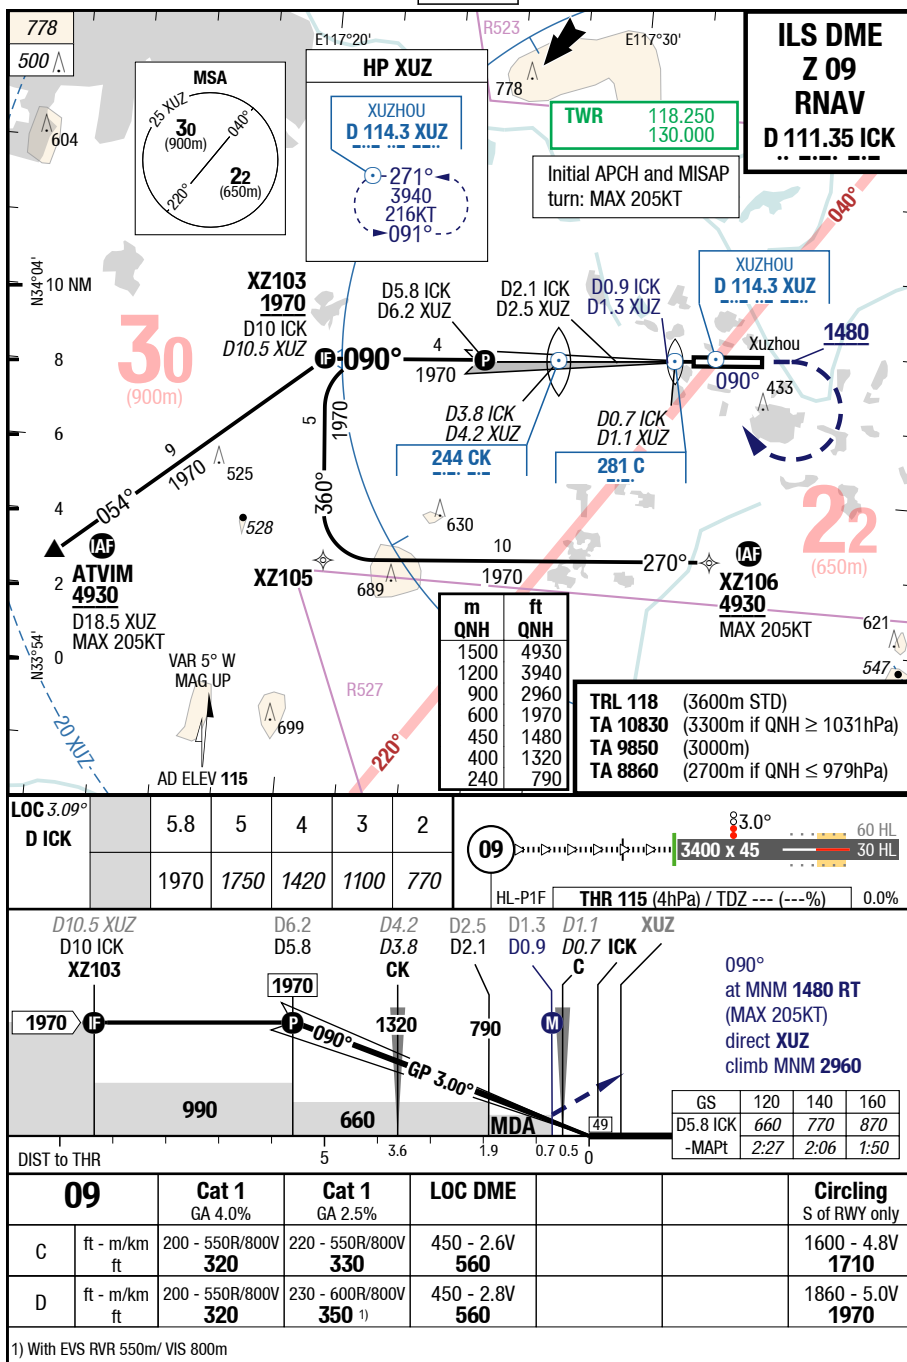 778
500
R523
E117°20'
E117°30'
ILS DME
Z 09
RNAV
D 111.35 ICK
MSA
25 XUZ
30
(900m)
040°
220°
22
(650m)
HP XUZ
XUZHOU
D 114.3 XUZ
271°
3940
216KT
091°
778
TWR 118.250
130.000
Initial APCH and MISAP
turn: MAX 205KT
604
040°
N34°04'
10 NM
XZ103
1970
D10 ICK
D10.5 XUZ
D5.8 ICK
D6.2 XUZ
D2.1 ICK
D2.5 XUZ
D0.9 ICK
D1.3 XUZ
XUZHOU
D 114.3 XUZ
30
(900m)
8
IF
090°
4
1970
P
Xuzhou
1480
090°
433
D3.8 ICK
D4.2 XUZ
D0.7 ICK
D1.1 XUZ
244 CK
281 C
6
9
1970
054°
525
5
1970
360°
4
528
630
22
(650m)
IAF
ATVIM
4930
D18.5 XUZ
MAX 205KT
2
XZ105
689
10
1970
270°
IAF
XZ106
4930
MAX 205KT
621
547
N33°54'
0
VAR 5° W
MAG UP
R527
699
20 XUZ
220°
AD ELEV 115
m ft
QNH QNH
1500 4930
1200 3940
900 2960
600 1970
450 1480
400 1320
240 790
TRL 118 (3600m STD)
TA 10830 (3300m if QNH ≥ 1031hPa)
TA 9850 (3000m)
TA 8860 (2700m if QNH ≤ 979hPa)
LOC 3.09°
D ICK 5.8 5 4 3 2
1970 1750 1420 1100 770
09
3.0°
3400 x 45
60 HL
30 HL
HL-P1F
THR 115 (4hPa) / TDZ --- (---%)
0.0%
D10.5 XUZ D6.2 D4.2 D2.5 D1.3 D1.1 XUZ
D10 ICK D5.8 D3.8 D2.1 D0.9 D0.7 ICK
XZ103 CK C
1970
1970 IF P 1320 790 M
090°
GP 3.00°
990 660 MDA 49
DIST to THR 5 3.6 1.9 0.7 0.5 0
090°
at MNM 1480 RT
(MAX 205KT)
direct XUZ
climb MNM 2960
GS 120 140 160
D5.8 ICK 660 770 870
-MAPt 2:27 2:06 1:50
09 Cat 1 Cat 1 LOC DME Circling
GA 4.0% GA 2.5% S of RWY only
C ft - m/km 200 - 550R/800V 220 - 550R/800V 450 - 2.6V 1600 - 4.8V
ft 320 330 560 1710
D ft - m/km 200 - 550R/800V 230 - 600R/800V 450 - 2.8V 1860 - 5.0V
ft 320 350 1) 560 1970
1) With EVS RVR 550m/ VIS 800m